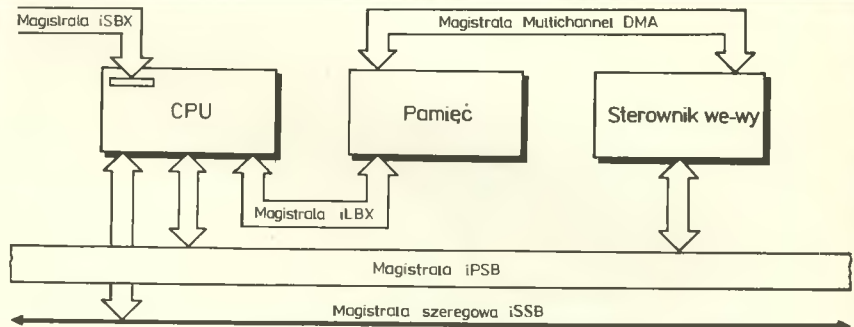 Magistrala iSBX
Magistrala Multichannel DMA
CPU
Pamięć
Sterownik we-wy
Magistrala iLBX
Magistrala iPSB
Magistrala szeregowa iSSB